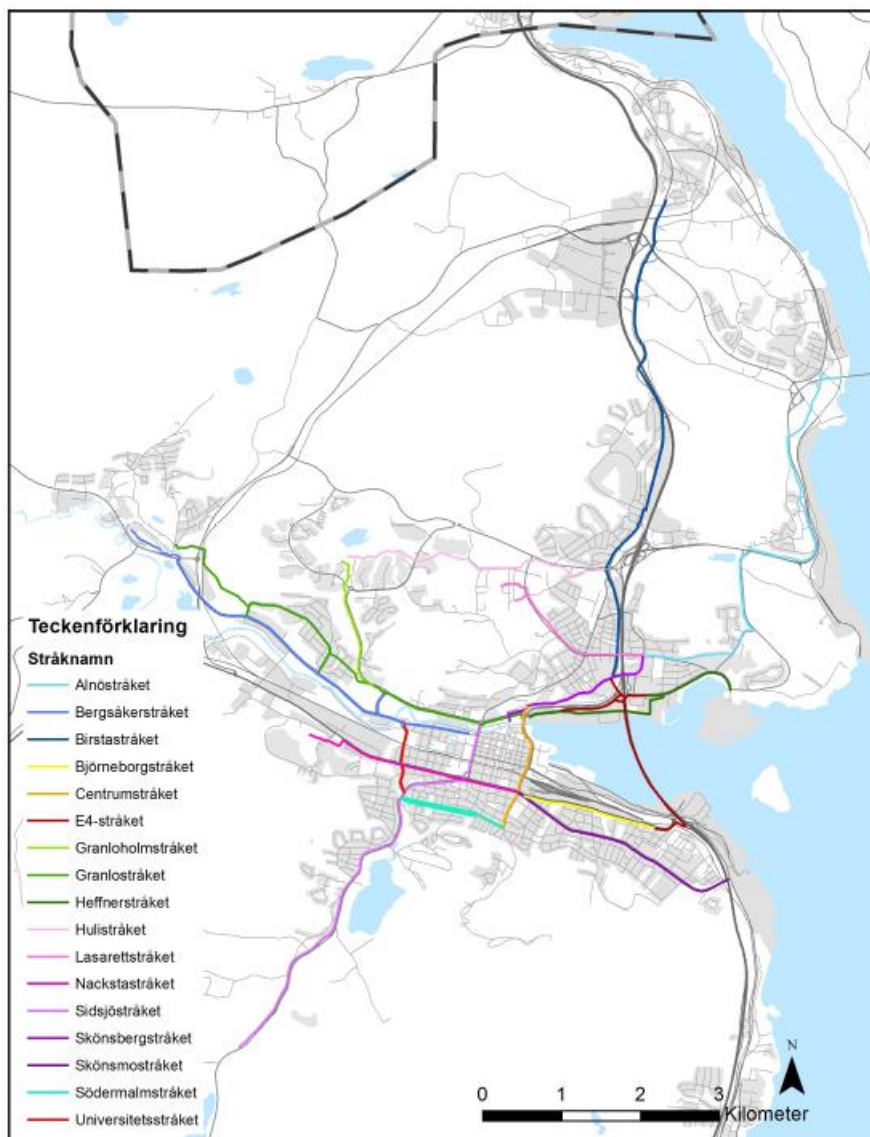 Teckenförklaring
Stråknamn
Alnöstråket
Bergsåkerstråket
Birstastråket
Björneborgstråket
Centrumstråket
E4-stråket
Granloholmstråket
Granlostråket
Heffnerstråket
Hulistråket
Lasarettstråket
Nackstastråket
Sidsjöstråket
Skönsbergstråket
Skönsmostråket
Södermalmstråket
Universitetsstråket
N
0 1 2 3
Kilometer